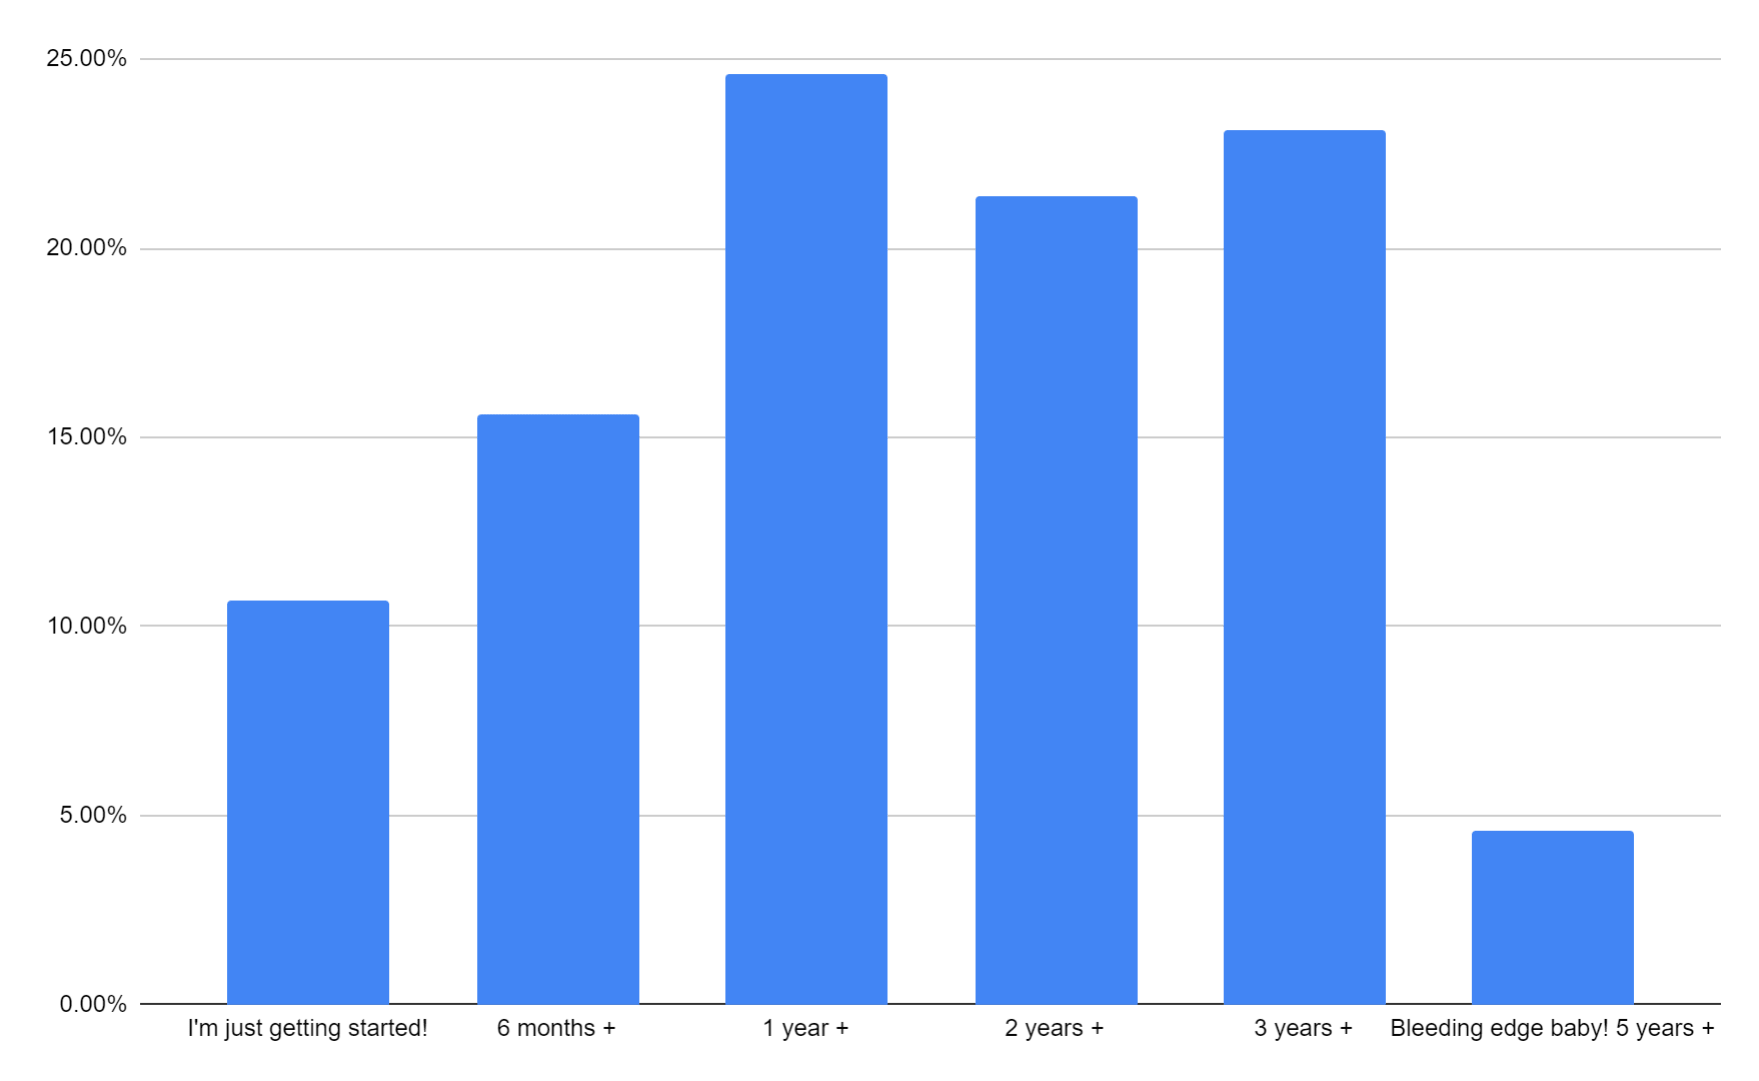 25.00%
20.00%
15.00%
10.00%
5.00%
0.00%
I'm just getting started!
6 months +
1 year +
2 years +
3 years +
Bleeding edge baby! 5 years +